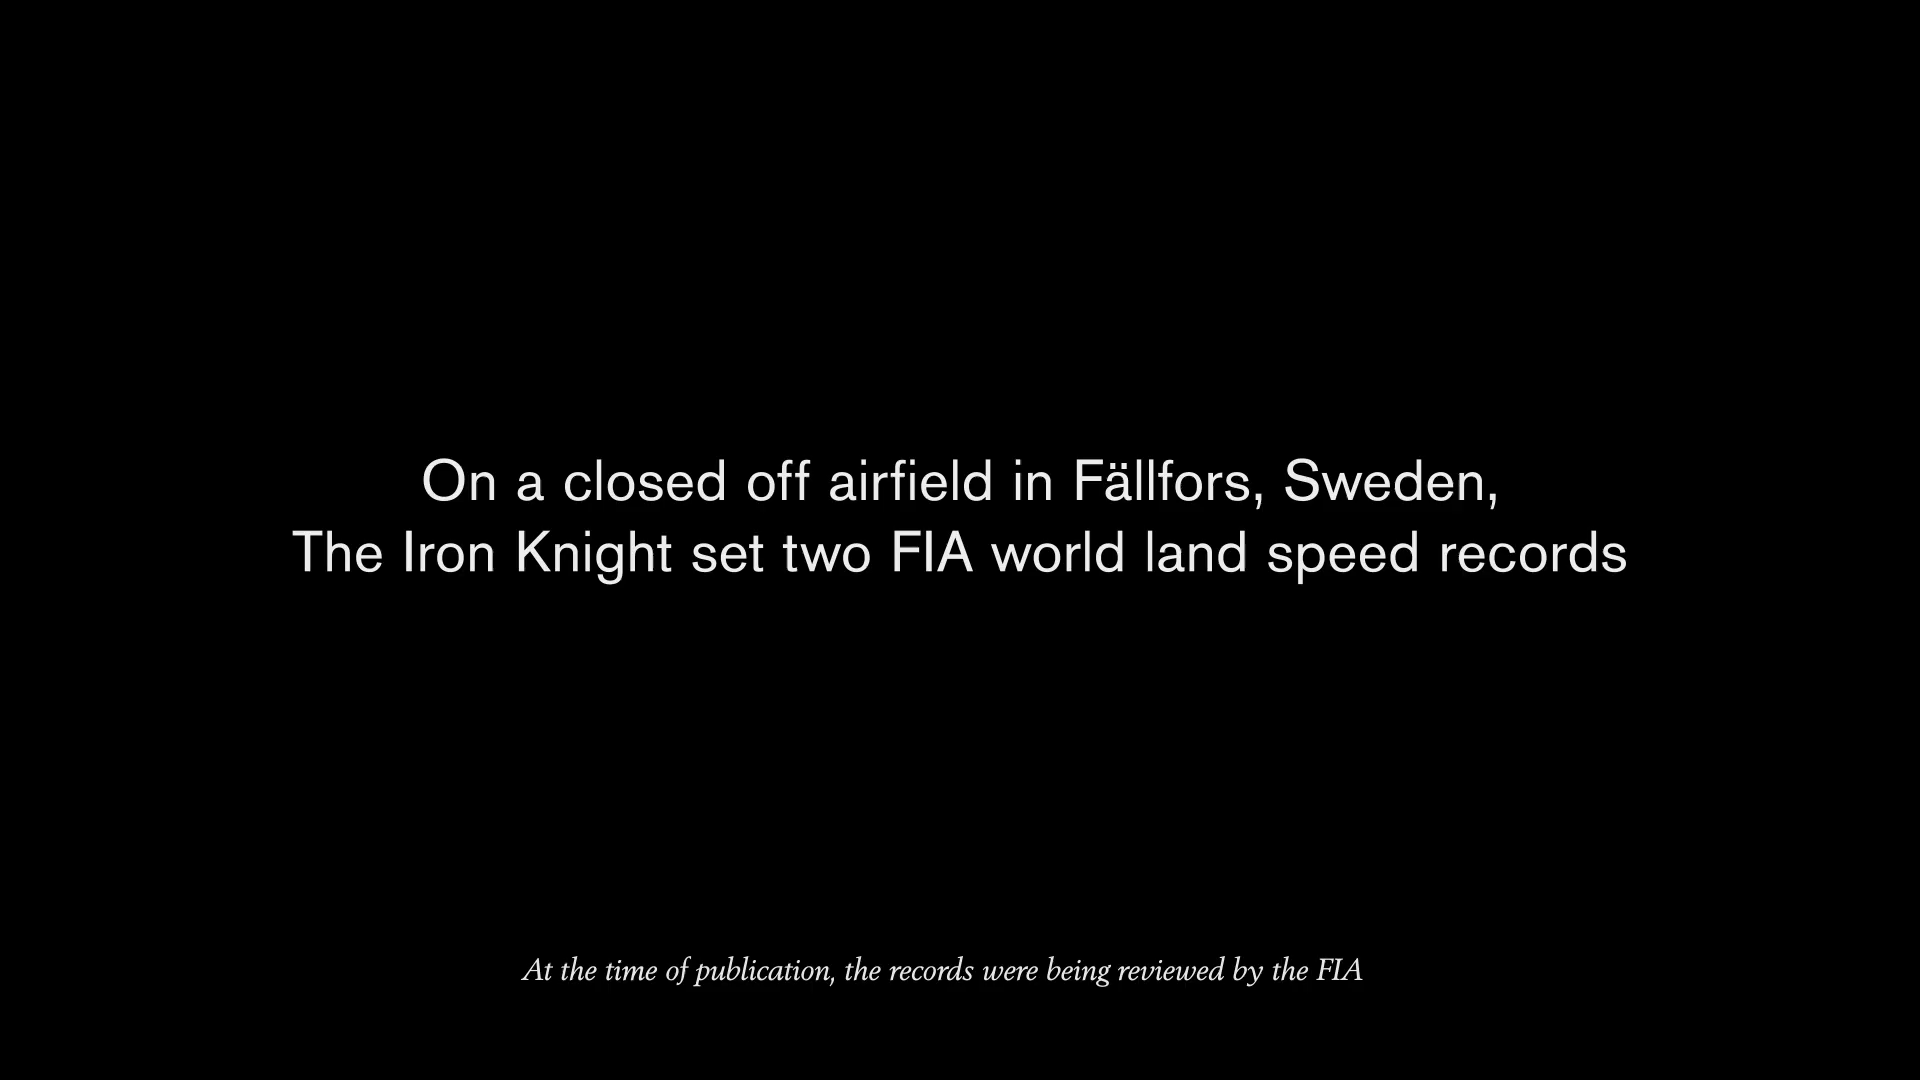 On a closed off airfield in Fällfors, Sweden,
The Iron Knight set two FIA world land speed records
At the time of publication, the records were being reviewed by the FIA